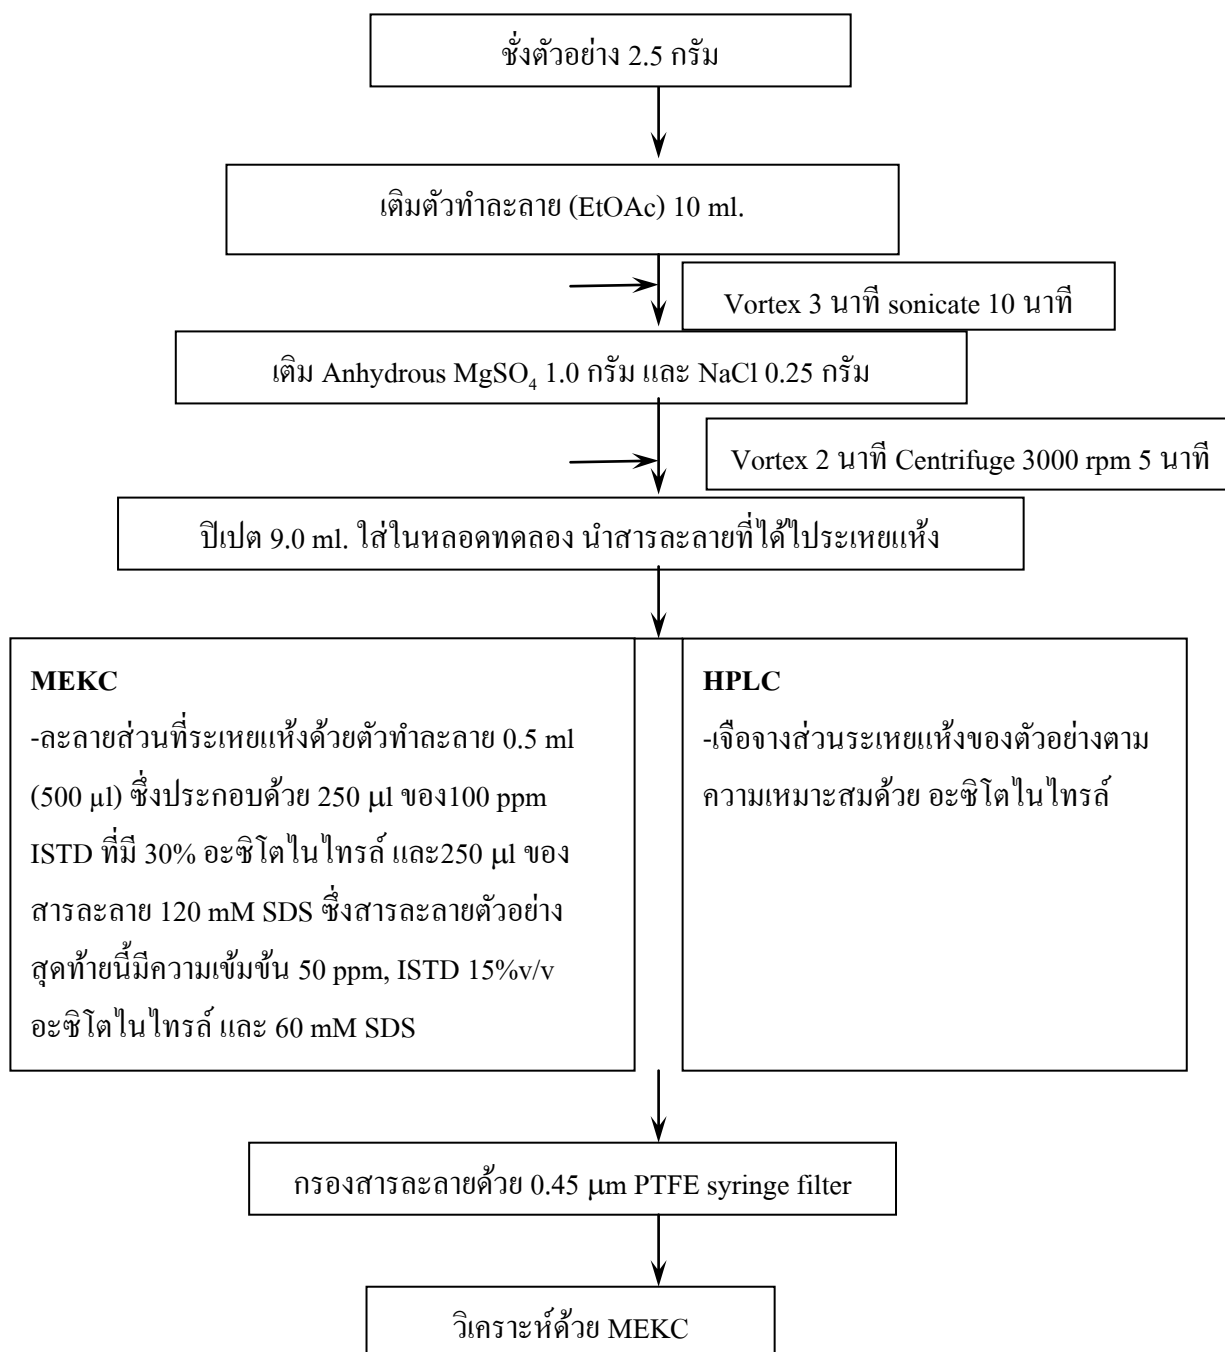 ชั่งตัวอย่าง 2.5 กรัม
เติมตัวทำละลาย (EtOAc) 10 ml.
Vortex 3 นาที sonicate 10 นาที
เติม Anhydrous MgSO₄ 1.0 กรัม และ NaCl 0.25 กรัม
Vortex 2 นาที Centrifuge 3000 rpm 5 นาที
ปิเปต 9.0 ml. ใส่ในหลอดทดลอง นำสารละลายที่ได้ไประเหยแห้ง
MEKC
-ละลายส่วนที่ระเหยแห้งด้วยตัวทำละลาย 0.5 ml
(500 µl) ซึ่งประกอบด้วย 250 µl ของ100 ppm
ISTD ที่มี 30% อะซิโตไนไทรล์ และ250 µl ของ
สารละลาย 120 mM SDS ซึ่งสารละลายตัวอย่าง
สุดท้ายนี้มีความเข้มข้น 50 ppm, ISTD 15%v/v
อะซิโตไนไทรล์ และ 60 mM SDS
HPLC
-เจือจางส่วนระเหยแห้งของตัวอย่างตาม
ความเหมาะสมด้วย อะซิโตไนไทรล์
กรองสารละลายด้วย 0.45 µm PTFE syringe filter
วิเคราะห์ด้วย MEKC